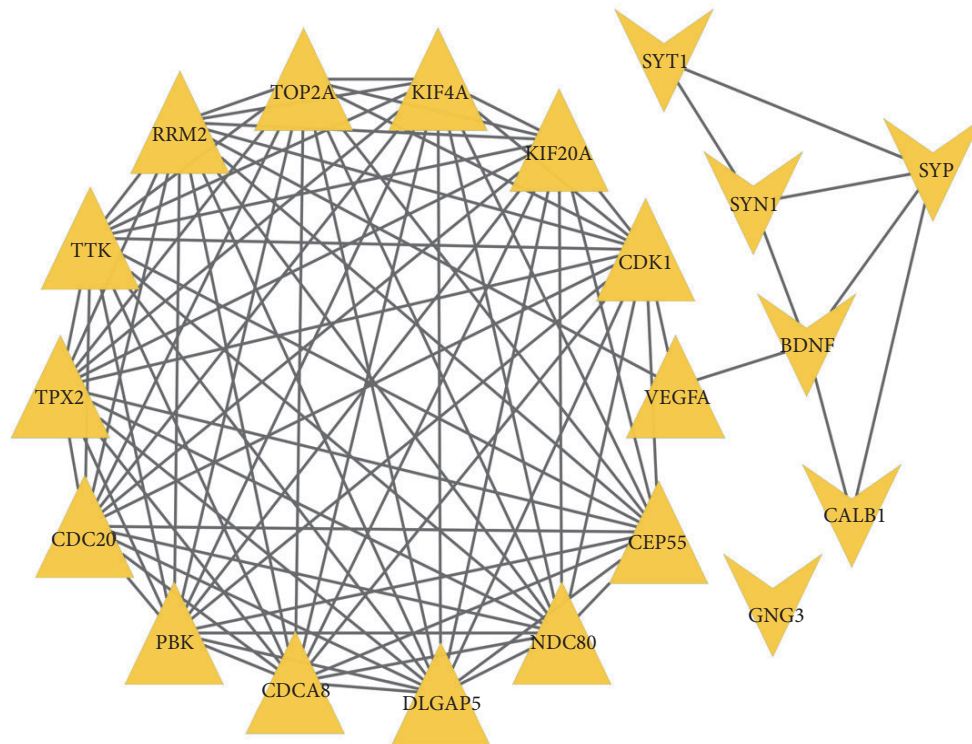 SYT1
TOP2A
KIF4A
RRM2
KIF20A
SYP
SYN1
TTK
CDK1
BDNF
TPX2
VEGFA
CALB1
CDC20
CEP55
GNG3
PBK
NDC80
CDCA8
DLGAP5